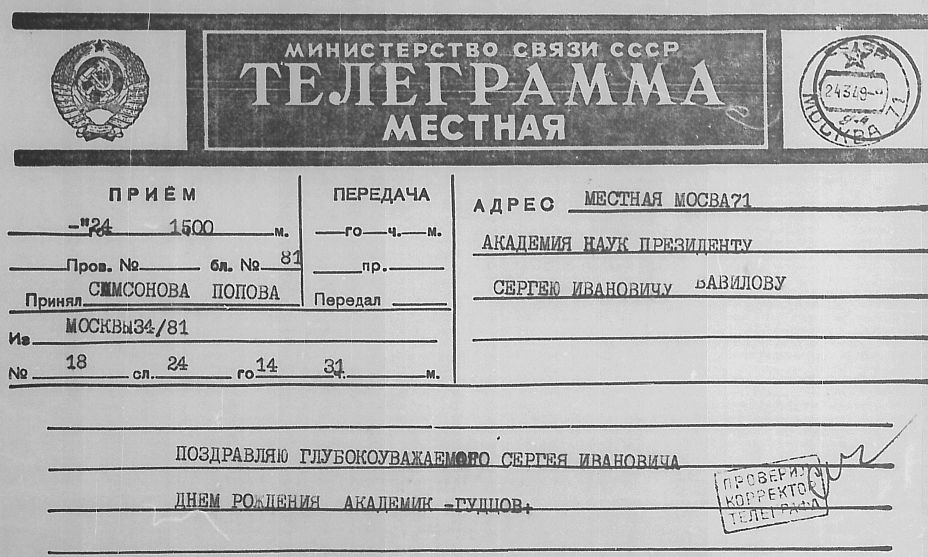 МИНИСТЕРСТВО СВЯЗИ СССР
ТЕЛЕГРАММА
МЕСТНАЯ
24349
МОСКВА 71
ПРИЁМ
-"24 го 1500 м.
Пров. № бл. № 81
Принял СИМСОНОВА ПОПОВА
Из МОСКВЫ34/81
№ 18 сл. 24 го 14 ч. 31 м.
ПЕРЕДАЧА
го ч. м.
пр.
Передал
АДРЕС МЕСТНАЯ МОСВА71
АКАДЕМИЯ НАУК ПРЕЗИДЕНТУ
СЕРГЕЮ ИВАНОВИЧУ ВАВИЛОВУ
ПОЗДРАВЛЯЮ ГЛУБОКОУВАЖАЕМОГО СЕРГЕЯ ИВАНОВИЧА
ДНЕМ РОЖДЕНИЯ АКАДЕМИК -ГУДЦОВ+
ПРОВЕРИЛ
КОРРЕКТОР
ТЕЛЕГРАФА